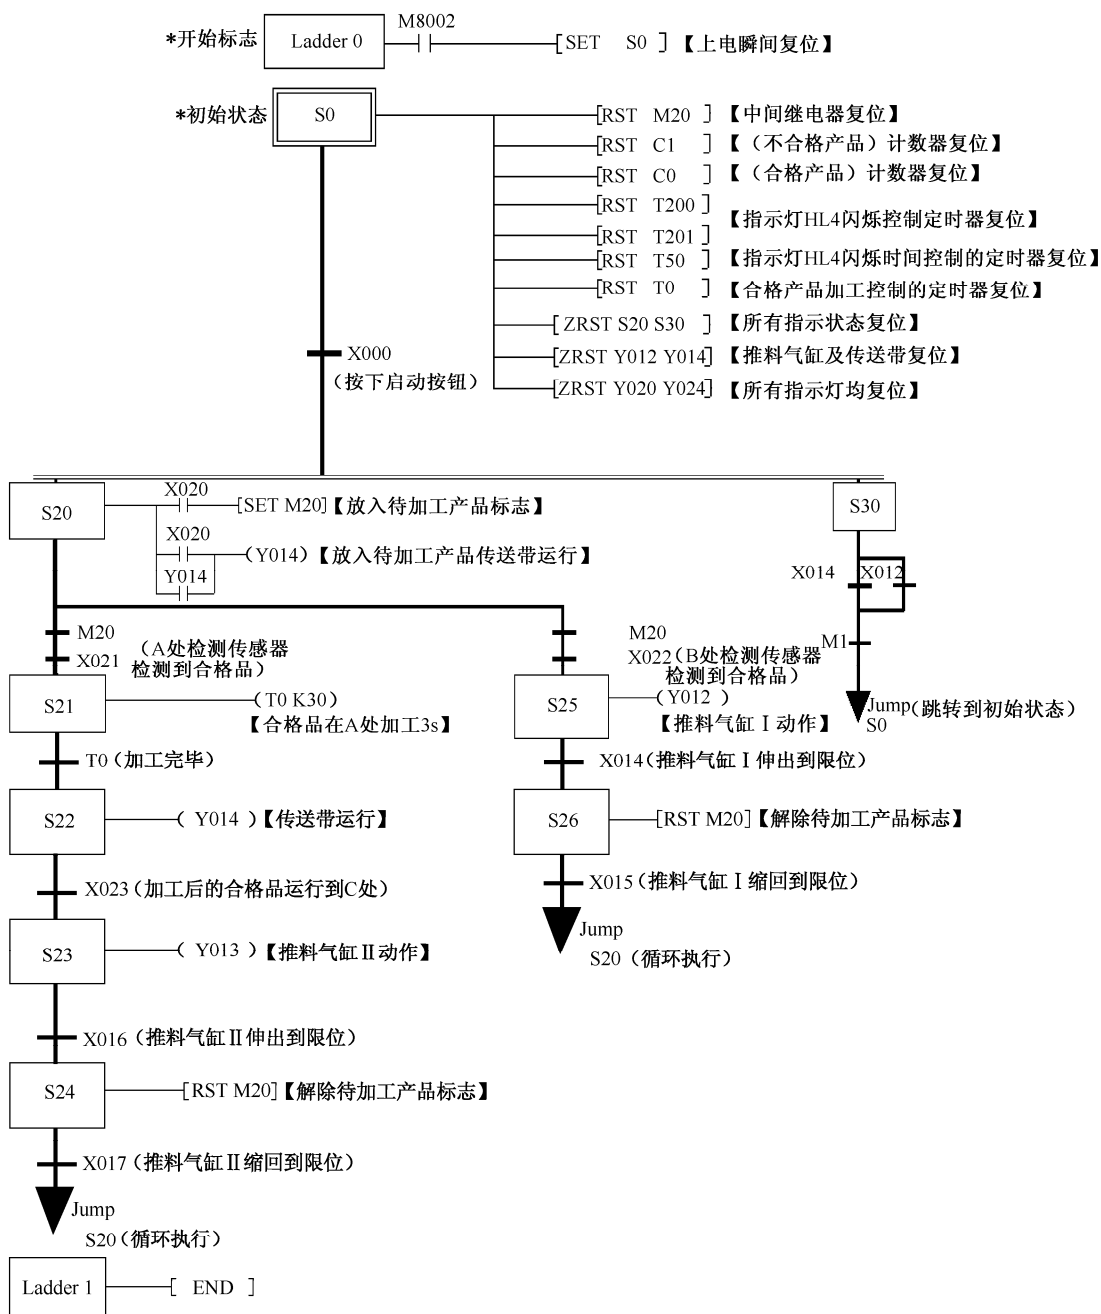 *开始标志 Ladder 0 M8002 [SET S0 ]【上电瞬间复位】
*初始状态 S0 [RST M20 ]【中间继电器复位】
[RST C1 ]【（不合格产品）计数器复位】
[RST C0 ]【（合格产品）计数器复位】
[RST T200]
【指示灯HL4闪烁控制定时器复位】
[RST T201]
[RST T50 ]【指示灯HL4闪烁时间控制的定时器复位】
[RST T0 ]【合格产品加工控制的定时器复位】
[ZRST S20 S30 ]【所有指示状态复位】
X000 [ZRST Y012 Y014]【推料气缸及传送带复位】
（按下启动按钮） [ZRST Y020 Y024]【所有指示灯均复位】
S20 X020 [SET M20]【放入待加工产品标志】 S30
X020 (Y014)【放入待加工产品传送带运行】
Y014
X014 X012
M20 M20 M1
X021（A处检测传感器 X022（B处检测传感器
检测到合格品） 检测到合格品）
S21 (T0 K30) S25 (Y012 ) Jump（跳转到初始状态）
【合格品在A处加工3s】 【推料气缸Ⅰ动作】 S0
T0（加工完毕） X014（推料气缸Ⅰ伸出到限位）
S22 ( Y014 )【传送带运行】 S26 [RST M20]【解除待加工产品标志】
X023（加工后的合格品运行到C处） X015（推料气缸Ⅰ缩回到限位）
Jump
S23 ( Y013 )【推料气缸Ⅱ动作】 S20（循环执行）
X016（推料气缸Ⅱ伸出到限位）
S24 [RST M20]【解除待加工产品标志】
X017（推料气缸Ⅱ缩回到限位）
Jump
S20（循环执行）
Ladder 1 [ END ]